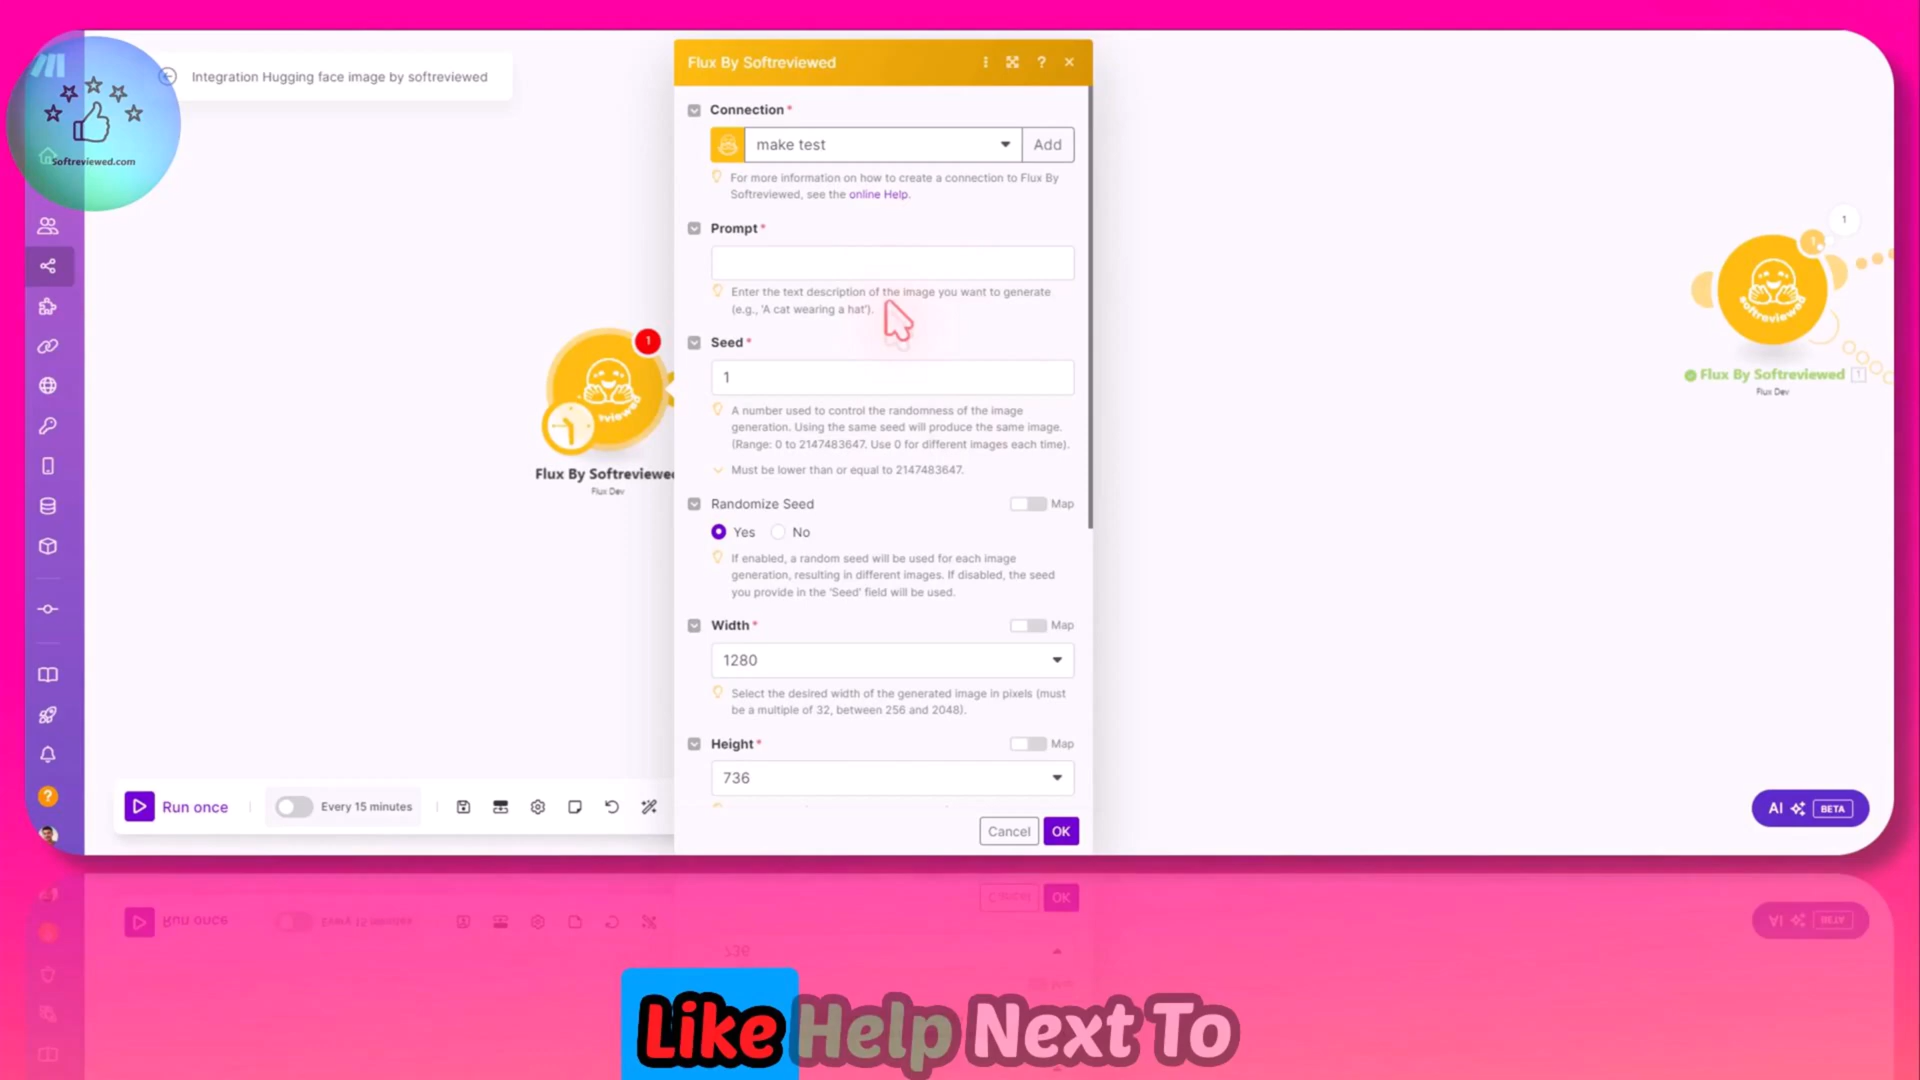 Integration Hugging face image by softreviewed
Softreviewed.com
Flux By Softreviewed
?
Connection *
make test
Add
For more information on how to create a connection to Flux By
Softreviewed, see the online Help.
Prompt *
Enter the text description of the image you want to generate
(e.g., 'A cat wearing a hat').
Seed *
1
A number used to control the randomness of the image
generation. Using the same seed will produce the same image.
(Range: 0 to 2147483647. Use 0 for different images each time).
Must be lower than or equal to 2147483647.
Randomize Seed
Map
Yes
No
If enabled, a random seed will be used for each image
generation, resulting in different images. If disabled, the seed
you provide in the 'Seed' field will be used.
Width *
Map
1280
Select the desired width of the generated image in pixels (must
be a multiple of 32, between 256 and 2048).
Height *
Map
736
Cancel
OK
1
Flux By Softreviewed
Flux Dev
1
1
softreviewed
Flux By Softreviewed
1
Flux Dev
?
Run once
Every 15 minutes
AI
BETA
Like Help Next To